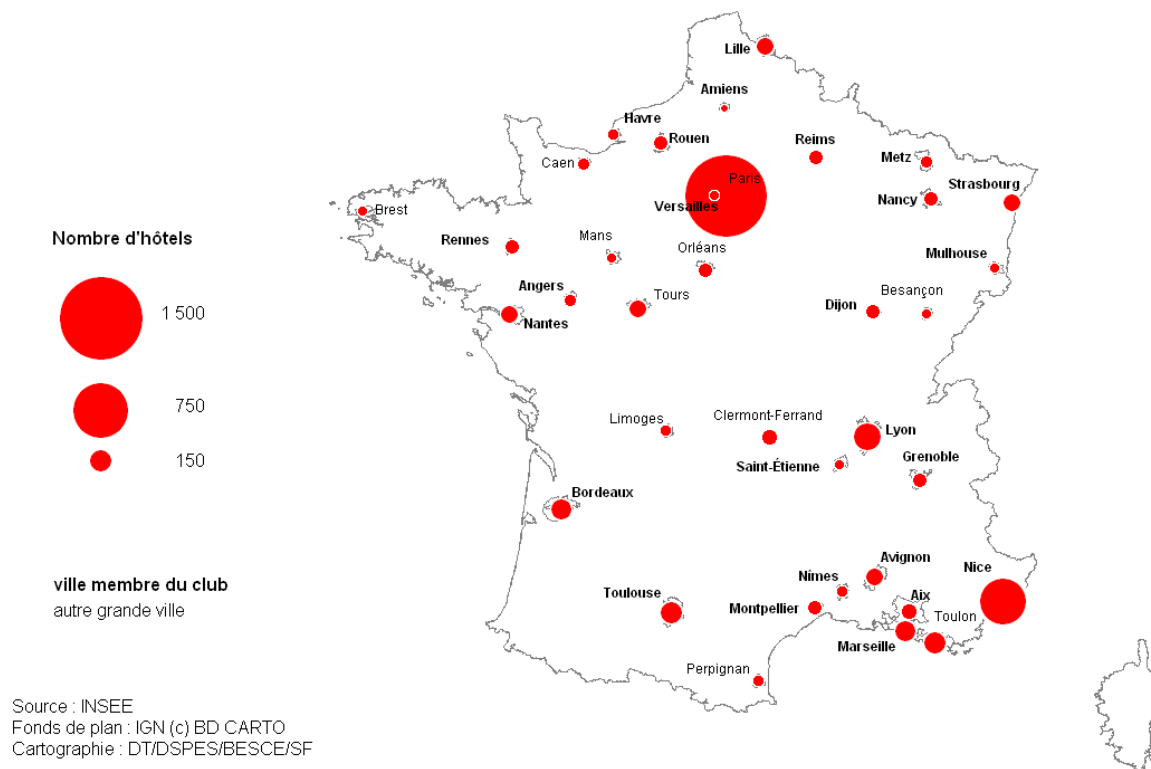 Lille
Amiens
Havre
Rouen
Reims
Caen
Metz
Paris
Strasbourg
Versailles
Nancy
Brest
Nombre d'hôtels
Rennes
Mans
Orléans
Mulhouse
Angers
Tours
Besançon
Dijon
Nantes
1 500
750
Limoges
Clermont-Ferrand
Lyon
150
Saint-Étienne
Grenoble
Bordeaux
Avignon
Nice
ville membre du club
Nîmes
Toulouse
Aix
autre grande ville
Montpellier
Toulon
Marseille
Perpignan
Source : INSEE
Fonds de plan : IGN (c) BD CARTO
Cartographie : DT/DSPES/BESCE/SF